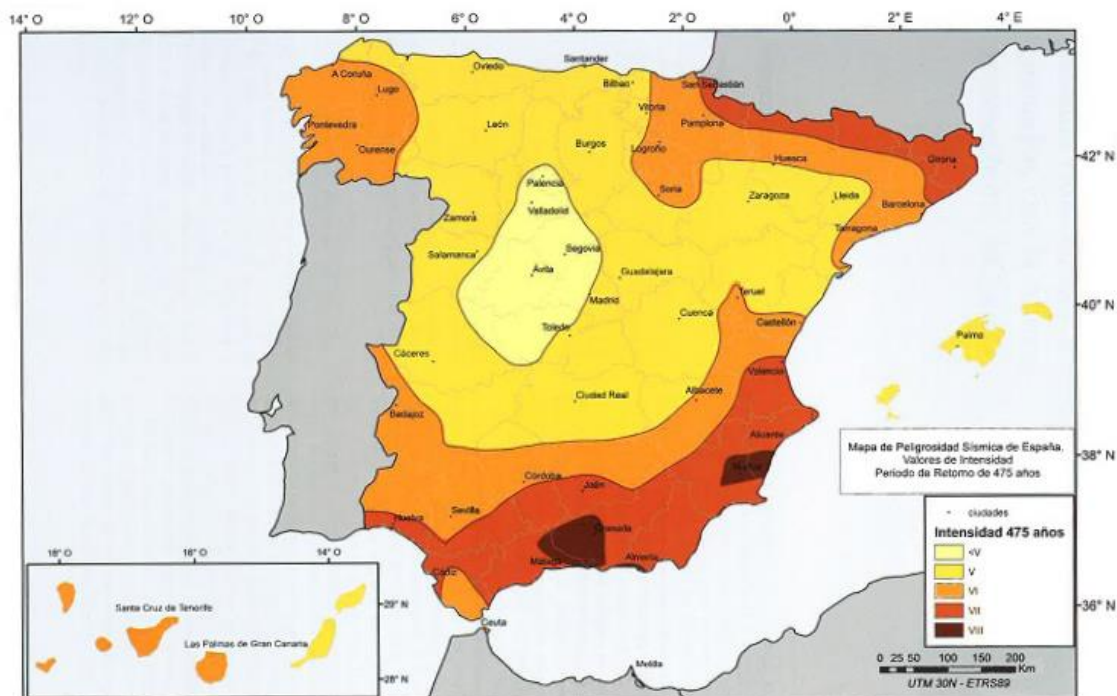 14° O 10° O 8° O 6° O 4° O 2° O 0° 2° E 4° E
A Coruña
Lugo
Oviedo
Santander
Bilbao
San Sebastián
Vitoria
Pamplona
Pontevedra
Ourense
León
Burgos
Logroño
Huesca
Girona
42° N
Palencia
Soria
Zaragoza
Lleida
Barcelona
Valladolid
Zamora
Tarragona
Salamanca
Segovia
Ávila
Guadalajara
Madrid
Teruel
40° N
Cuenca
Castellón
Toledo
Palma
Cáceres
Valencia
Albacete
Badajoz
Ciudad Real
Alicante
Murcia
38° N
Córdoba
Jaén
Sevilla
Huelva
Granada
Málaga
Almería
Cádiz
36° N
Ceuta
Melilla
Mapa de Peligrosidad Sísmica de España.
Valores de Intensidad
Periodo de Retorno de 475 años
ciudades
Intensidad 475 años
<V
V
VI
VII
VIII
0 25 50 100 150 200
Km
UTM 30N - ETRS89
18° O 16° O 14° O
Santa Cruz de Tenerife
Las Palmas de Gran Canaria
29° N
28° N